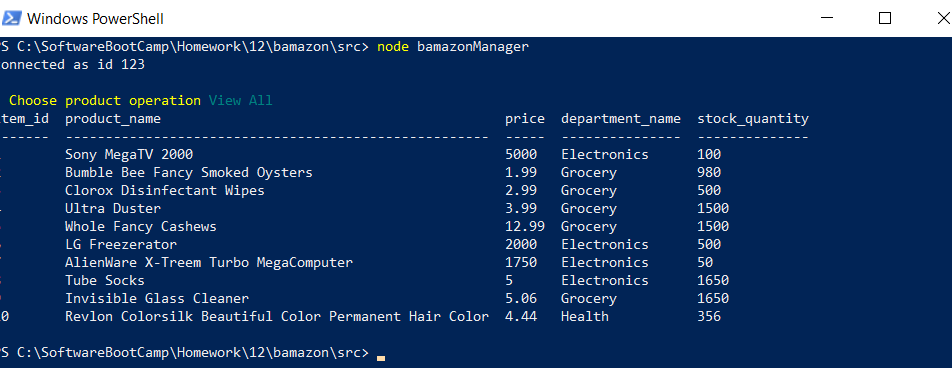 Windows PowerShell
PS C:\SoftwareBootCamp\Homework\12\bamazon\src> node bamazonManager
onnected as id 123
Choose product operation View All
item_id product_name price department_name stock_quantity
------- -------------------------------------------------- ----- --------------- --------------
Sony MegaTV 2000 5000 Electronics 100
Bumble Bee Fancy Smoked Oysters 1.99 Grocery 980
Clorox Disinfectant Wipes 2.99 Grocery 500
Ultra Duster 3.99 Grocery 1500
Whole Fancy Cashews 12.99 Grocery 1500
LG Freezerator 2000 Electronics 500
AlienWare X-Treem Turbo MegaComputer 1750 Electronics 50
Tube Socks 5 Electronics 1650
Invisible Glass Cleaner 5.06 Grocery 1650
0 Revlon Colorsilk Beautiful Color Permanent Hair Color 4.44 Health 356
PS C:\SoftwareBootCamp\Homework\12\bamazon\src>